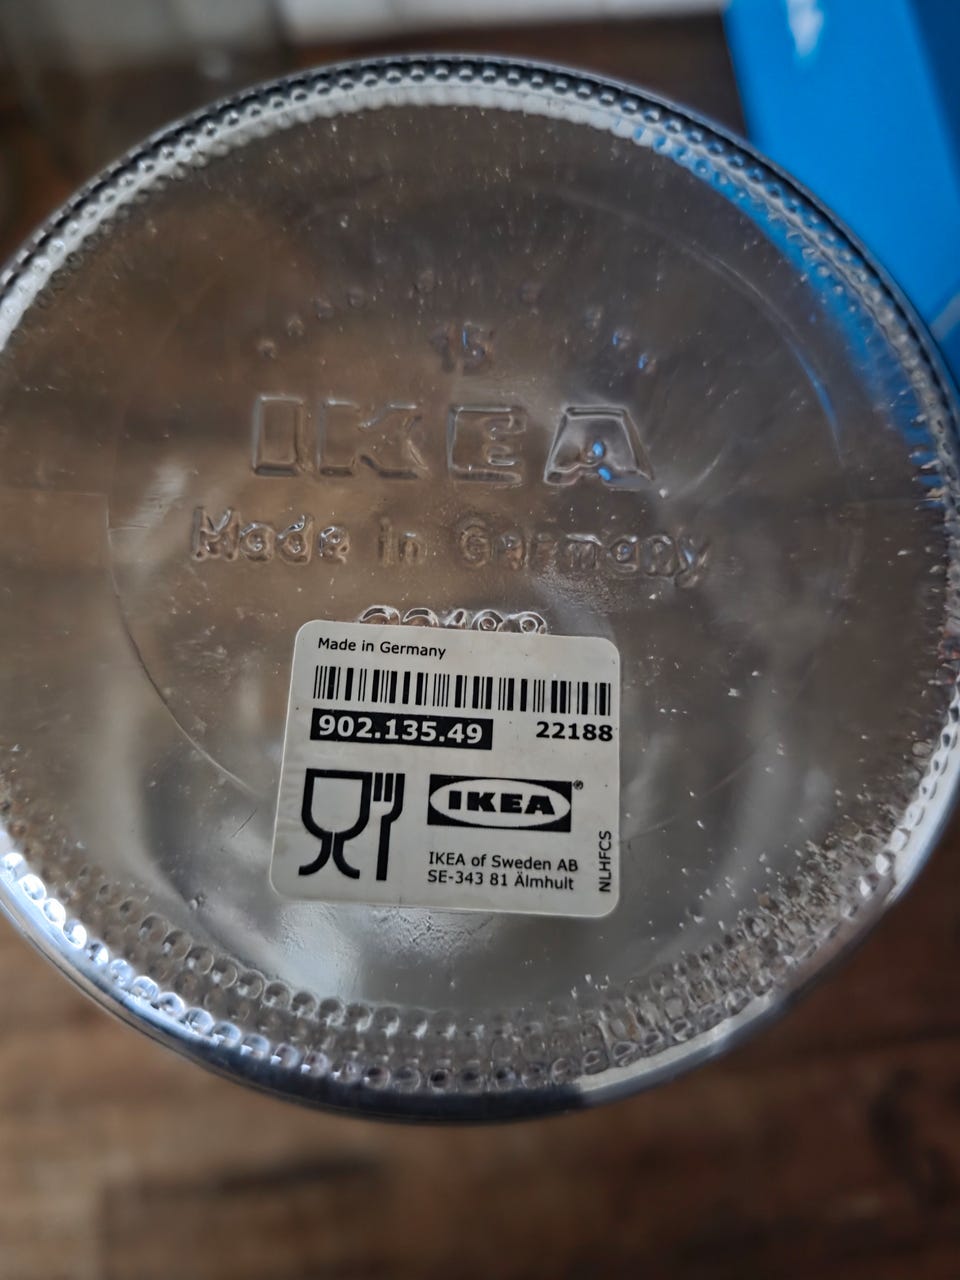 15
IKEA
Made in Germany
22188
Made in Germany
902.135.49
22188
IKEA®
IKEA of Sweden AB
SE-343 81 Älmhult
NLHFCS